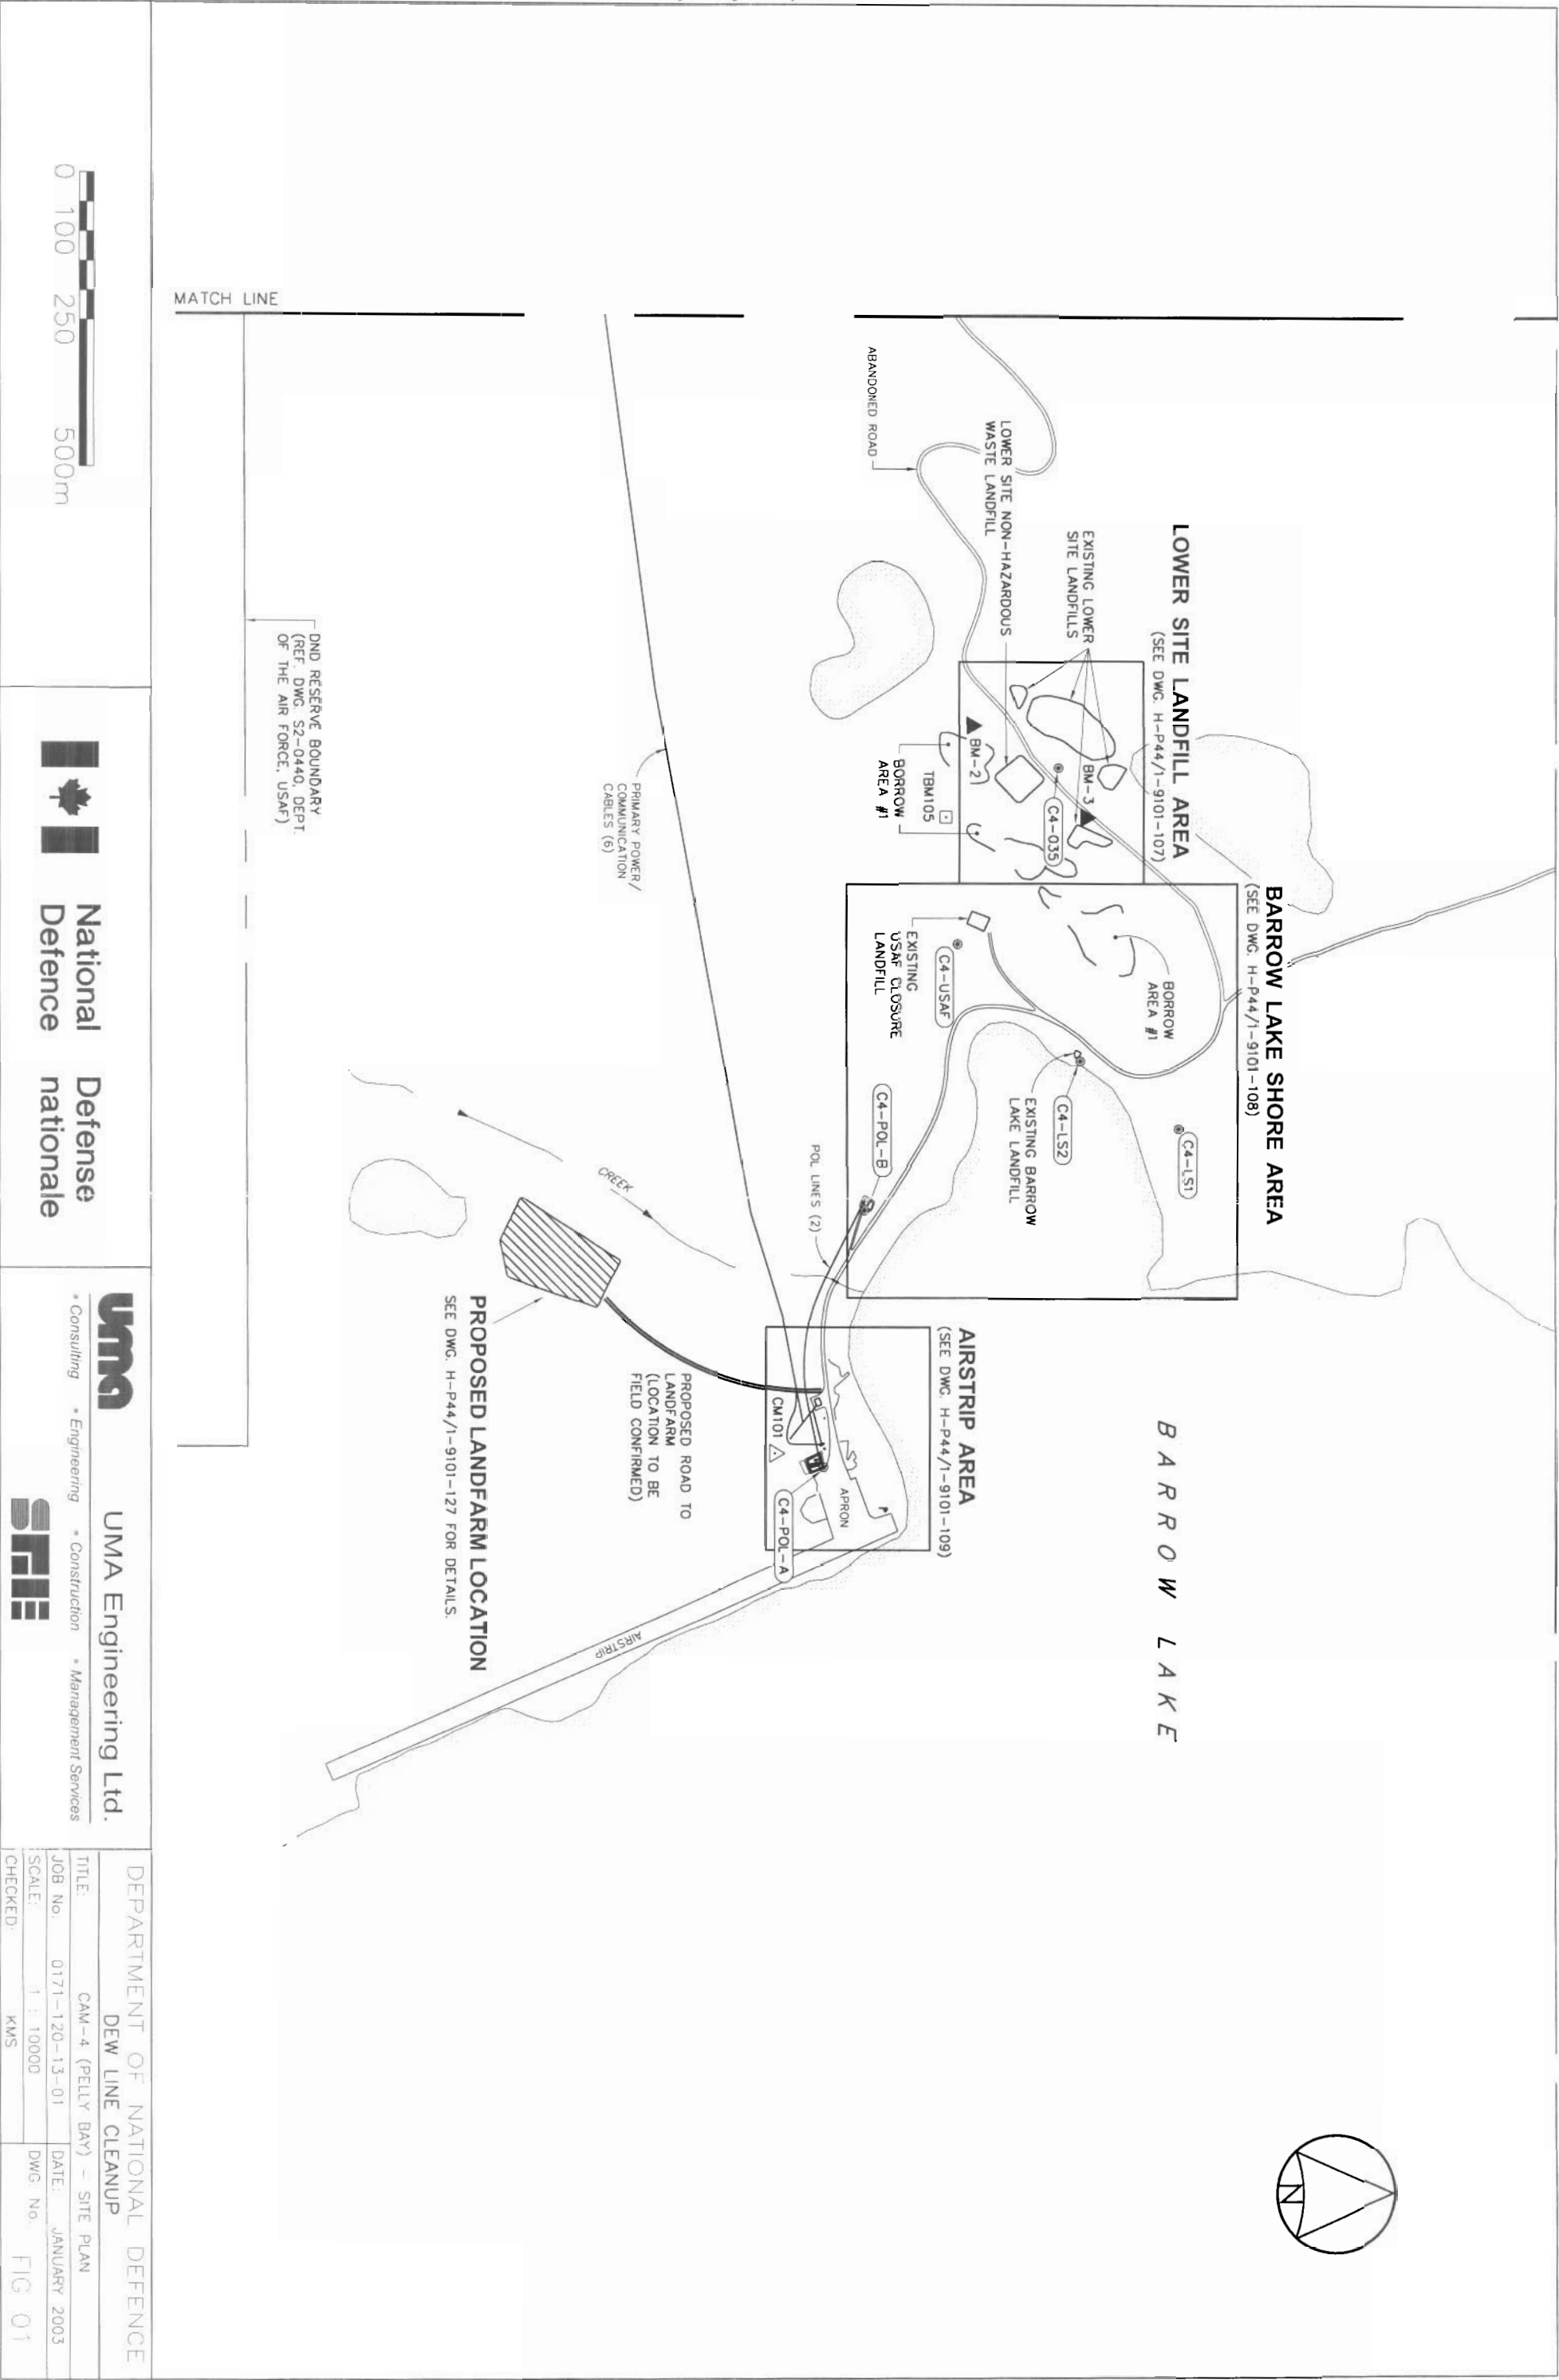 MATCH LINE
ABANDONED ROAD
LOWER SITE NON-HAZARDOUS
WASTE LANDFILL
EXISTING LOWER
SITE LANDFILLS
LOWER SITE LANDFILL AREA
(SEE DWG. H-P44/1-9101-107)
BM-2
BM-3
C4-035
TBM105
BORROW
AREA #1
BARROW LAKE SHORE AREA
(SEE DWG. H-P44/1-9101-108)
BORROW
AREA #1
EXISTING
USAF CLOSURE
LANDFILL
C4-USAF
C4-LS2
C4-LS1
EXISTING BARROW
LAKE LANDFILL
C4-POL-B
POL LINES (2)
CREEK
PRIMARY POWER/
COMMUNICATION
CABLES (6)
DND RESERVE BOUNDARY
(REF. DWG. S2-0440, DEPT.
OF THE AIR FORCE, USAF)
AIRSTRIP AREA
(SEE DWG. H-P44/1-9101-109)
CM101
APRON
C4-POL-A
PROPOSED ROAD TO
LANDFARM
(LOCATION TO BE
FIELD CONFIRMED)
PROPOSED LANDFARM LOCATION
SEE DWG. H-P44/1-9101-127 FOR DETAILS.
AIRSTRIP
BARROW LAKE
N
0 100 250 500m
National Defense
Defence nationale
uma
UMA Engineering Ltd.
• Consulting • Engineering • Construction • Management Services
DEPARTMENT OF NATIONAL DEFENCE
DEW LINE CLEANUP
TITLE: CAM-4 (PELLY BAY) - SITE PLAN
JOB No. 0171-120-13-01 DATE: JANUARY 2003
SCALE: 1 : 10000 DWG No. FIG 01
CHECKED: KMS